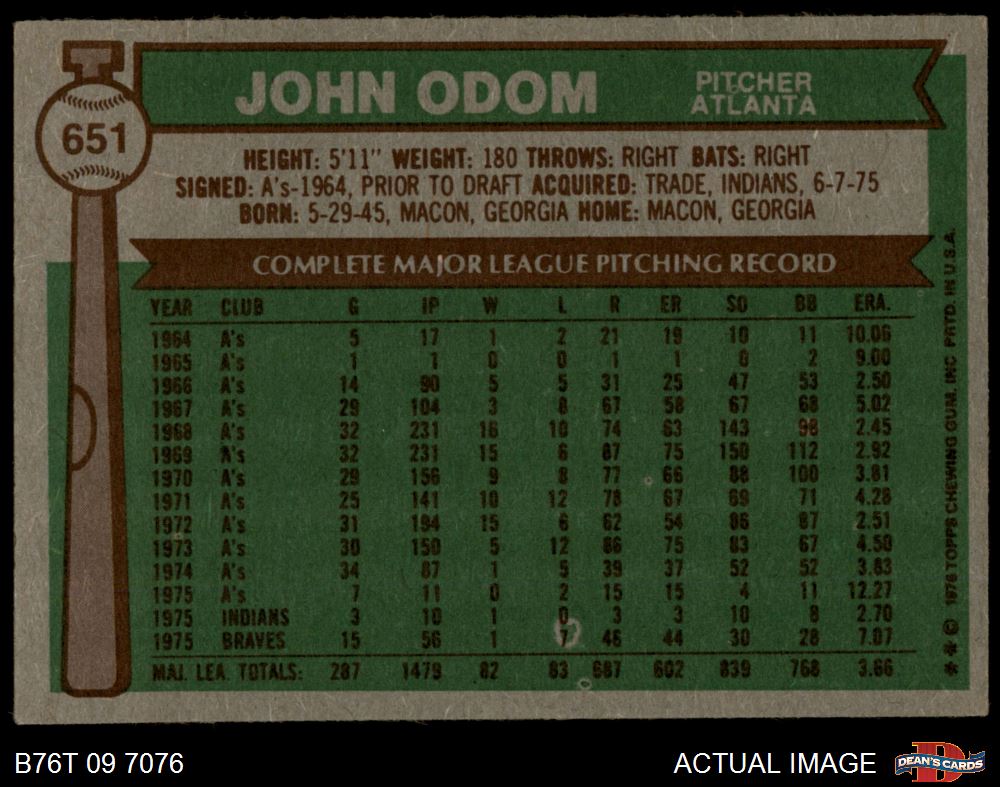 JOHN ODOM
PITCHER
ATLANTA
651
HEIGHT: 5'11" WEIGHT: 180 THROWS: RIGHT BATS: RIGHT
SIGNED: A's-1964, PRIOR TO DRAFT ACQUIRED: TRADE, INDIANS, 6-7-75
BORN: 5-29-45, MACON, GEORGIA HOME: MACON, GEORGIA
COMPLETE MAJOR LEAGUE PITCHING RECORD
YEAR CLUB G IP W L R ER SO BB ERA.
1964 A's 5 17 1 2 21 19 10 11 10.06
1965 A's 1 1 0 0 1 1 0 2 9.00
1966 A's 14 90 5 5 31 25 47 53 2.50
1967 A's 29 104 3 8 67 58 67 68 5.02
1968 A's 32 231 16 10 74 63 143 98 2.45
1969 A's 32 231 15 6 87 75 150 112 2.92
1970 A's 29 156 9 8 77 66 88 100 3.81
1971 A's 25 141 10 12 78 67 69 71 4.28
1972 A's 31 194 15 6 62 54 86 87 2.51
1973 A's 30 150 5 12 86 75 83 67 4.50
1974 A's 34 87 1 5 39 37 52 52 3.83
1975 A's 7 11 0 2 15 15 4 11 12.27
1975 INDIANS 3 10 1 0 3 3 10 8 2.70
1975 BRAVES 15 56 1 7 46 44 30 28 7.07
MAJ. LEA. TOTALS: 287 1479 82 83 687 602 839 768 3.66
** © 1976 TOPPS CHEWING GUM, INC PRTD. IN U.S.A.
B76T 09 7076
ACTUAL IMAGE
DEAN'S CARDS